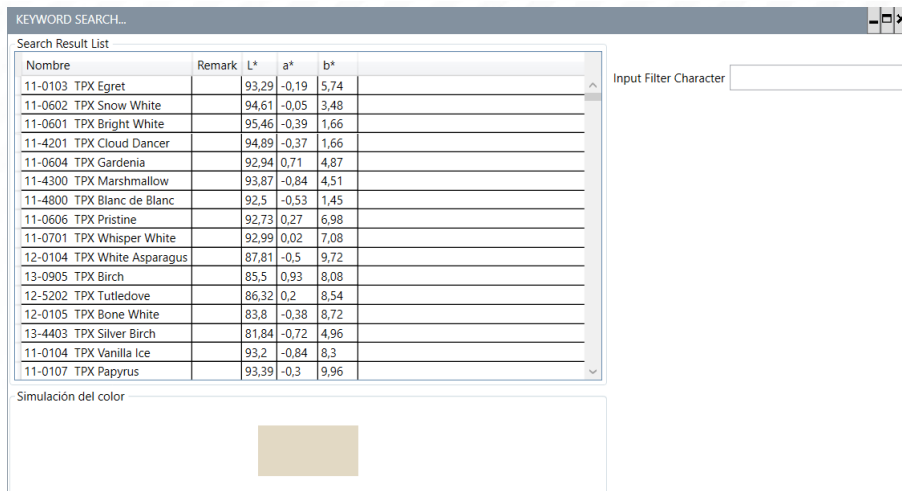 KEYWORD SEARCH...
Search Result List
Nombre Remark L* a* b*
11-0103 TPX Egret 93,29 -0,19 5,74
11-0602 TPX Snow White 94,61 -0,05 3,48
11-0601 TPX Bright White 95,46 -0,39 1,66
11-4201 TPX Cloud Dancer 94,89 -0,37 1,66
11-0604 TPX Gardenia 92,94 0,71 4,87
11-4300 TPX Marshmallow 93,87 -0,84 4,51
11-4800 TPX Blanc de Blanc 92,5 -0,53 1,45
11-0606 TPX Pristine 92,73 0,27 6,98
11-0701 TPX Whisper White 92,99 0,02 7,08
12-0104 TPX White Asparagus 87,81 -0,5 9,72
13-0905 TPX Birch 85,5 0,93 8,08
12-5202 TPX Tutledove 86,32 0,2 8,54
12-0105 TPX Bone White 83,8 -0,38 8,72
13-4403 TPX Silver Birch 81,84 -0,72 4,96
11-0104 TPX Vanilla Ice 93,2 -0,84 8,3
11-0107 TPX Papyrus 93,39 -0,3 9,96
Input Filter Character
Simulación del color